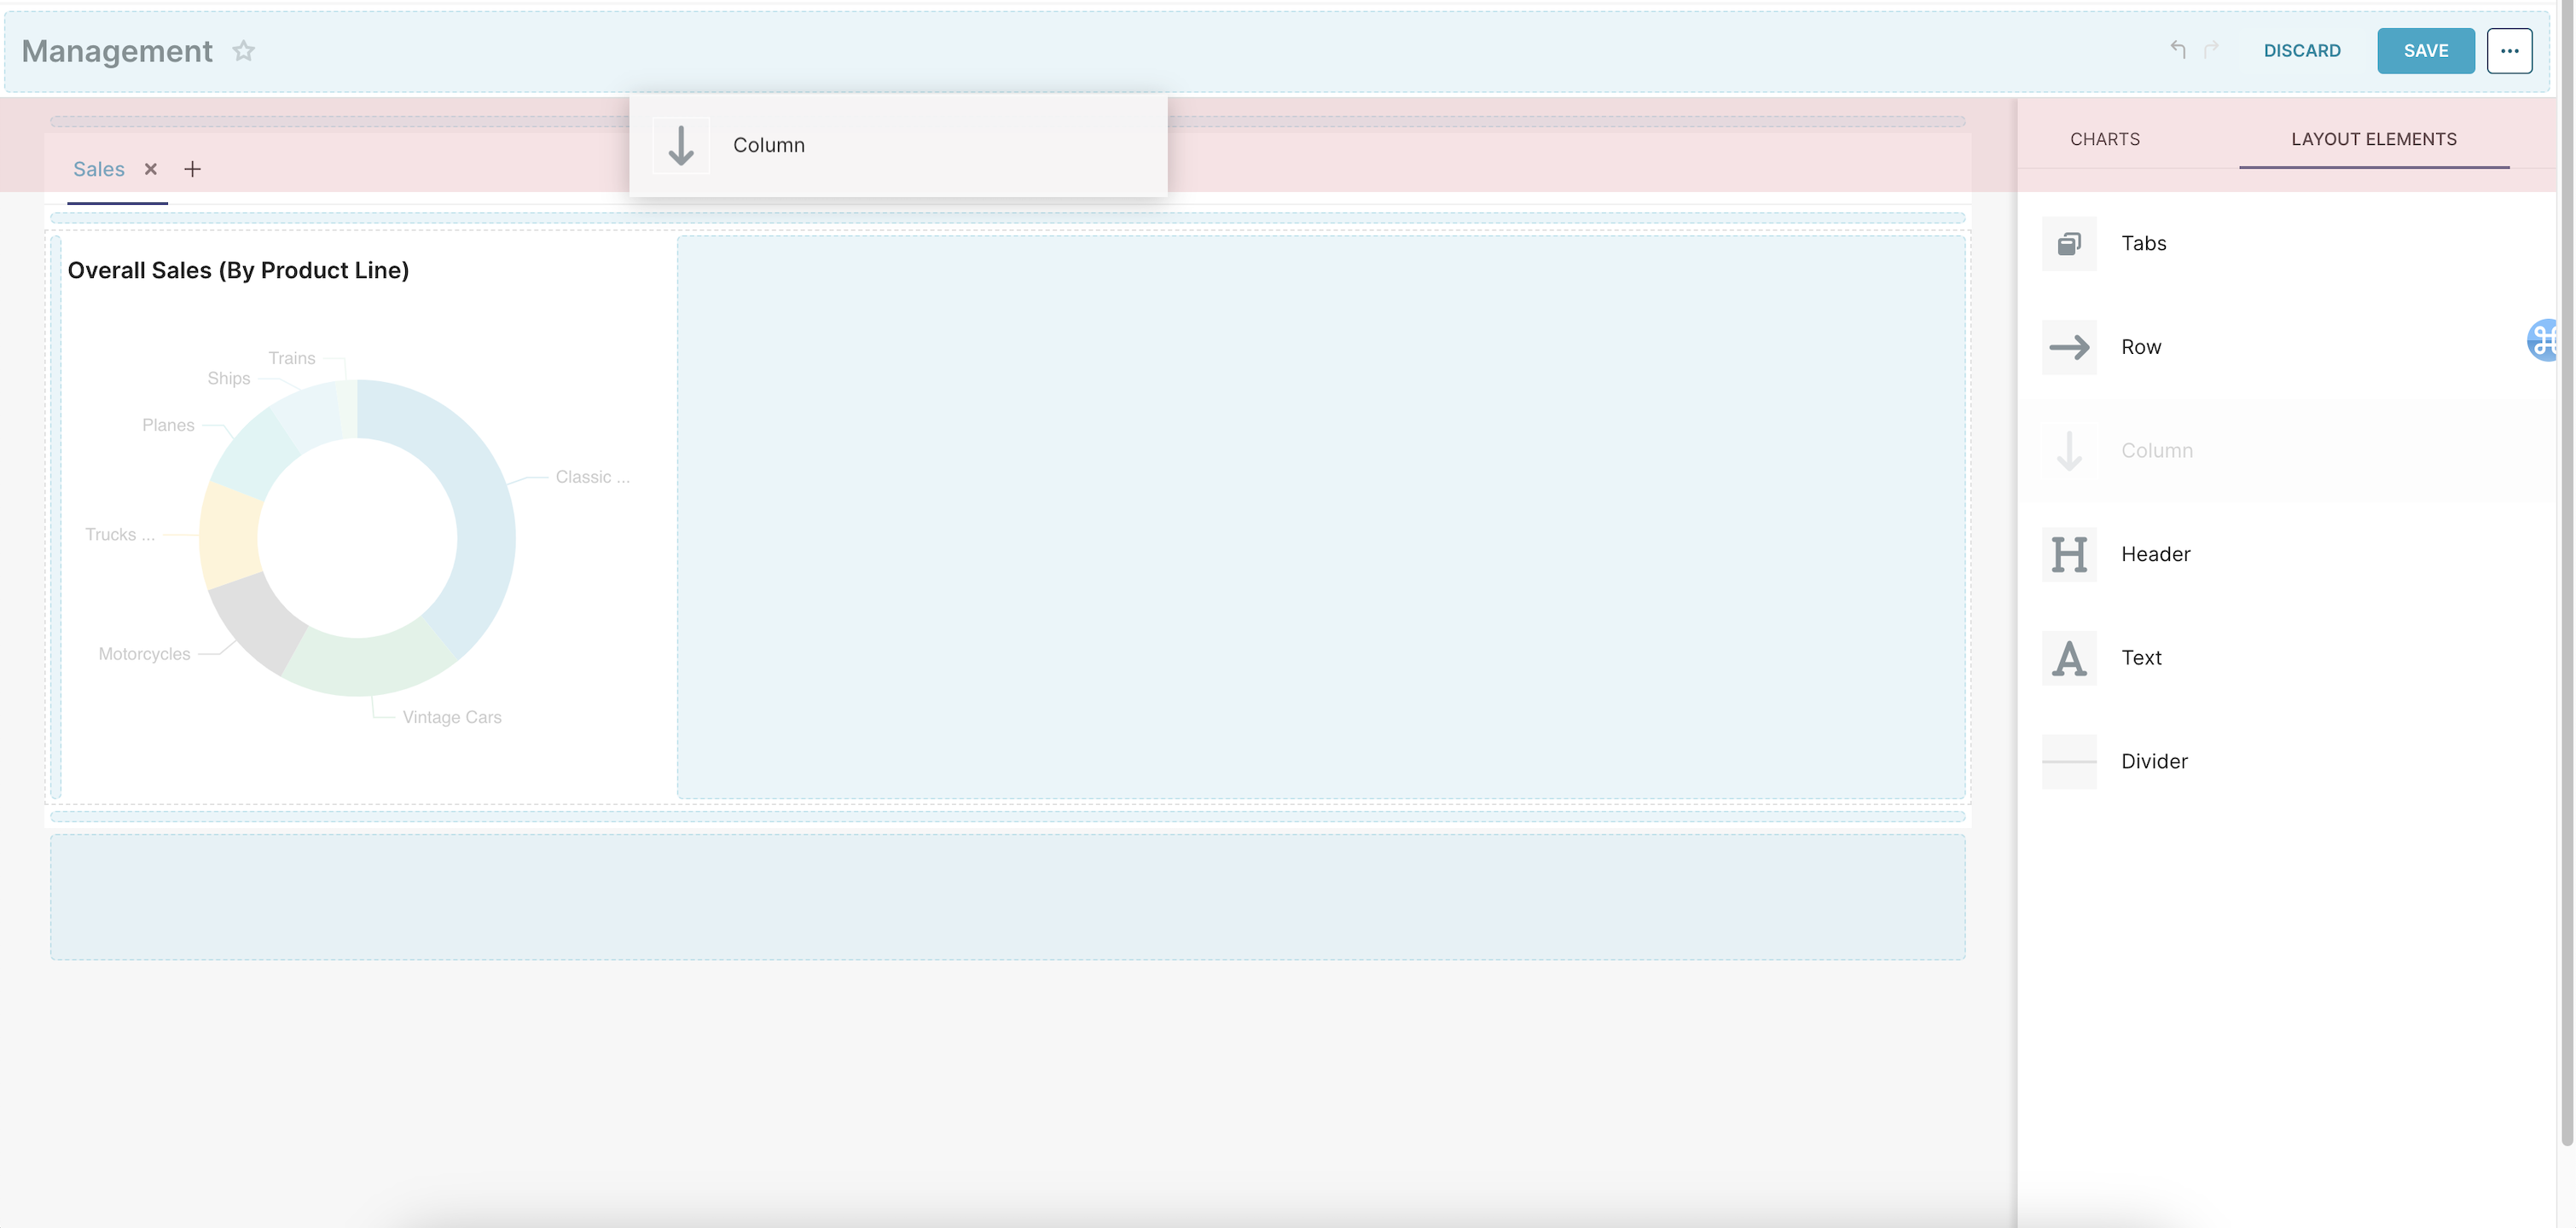 Management
DISCARD
SAVE
Column
Sales
CHARTS
LAYOUT ELEMENTS
Overall Sales (By Product Line)
Trains
Ships
Planes
Classic ...
Trucks ...
Motorcycles
Vintage Cars
Tabs
Row
Column
Header
Text
Divider